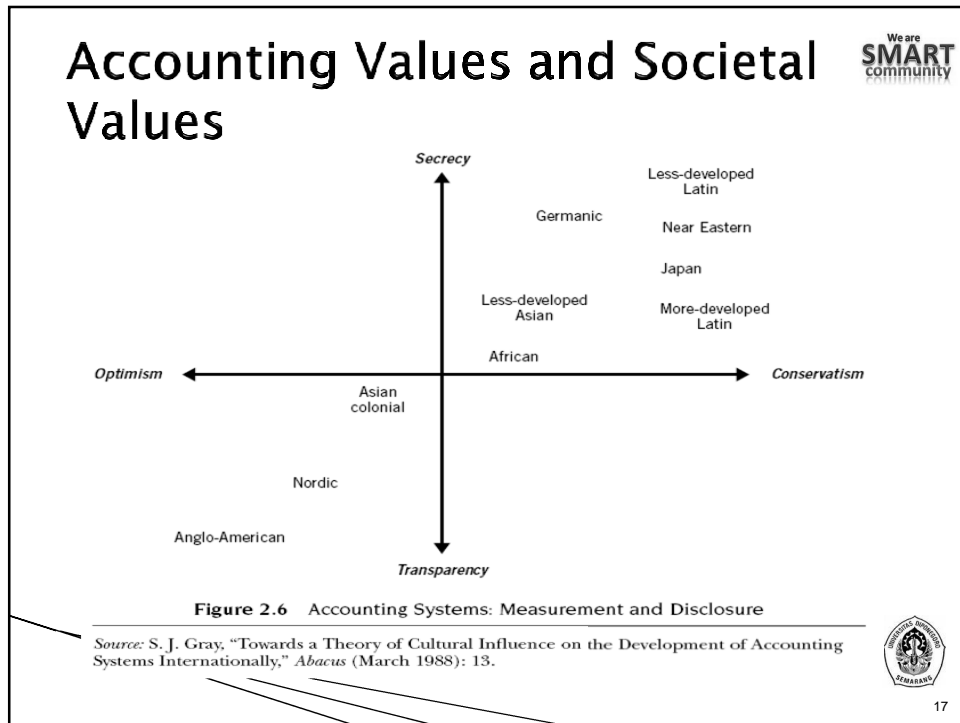 Accounting Values and Societal
Values
We are
SMART
community
Secrecy
Less-developed
Latin
Germanic
Near Eastern
Japan
Less-developed
Asian
More-developed
Latin
African
Optimism
Conservatism
Asian
colonial
Nordic
Anglo-American
Transparency
Figure 2.6 Accounting Systems: Measurement and Disclosure
Source: S. J. Gray, “Towards a Theory of Cultural Influence on the Development of Accounting
Systems Internationally,” Abacus (March 1988): 13.
UNIVERSITAS DIPONEGORO
SEMARANG
17